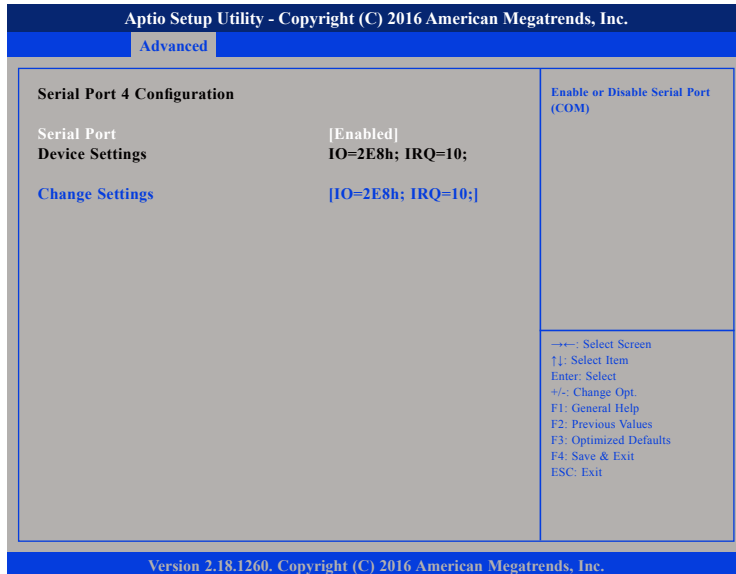 Aptio Setup Utility - Copyright (C) 2016 American Megatrends, Inc.
Advanced
Serial Port 4 Configuration
Serial Port [Enabled]
Device Settings IO=2E8h; IRQ=10;
Change Settings [IO=2E8h; IRQ=10;]
Enable or Disable Serial Port
(COM)
→←: Select Screen
↑↓: Select Item
Enter: Select
+/-: Change Opt.
F1: General Help
F2: Previous Values
F3: Optimized Defaults
F4: Save & Exit
ESC: Exit
Version 2.18.1260. Copyright (C) 2016 American Megatrends, Inc.